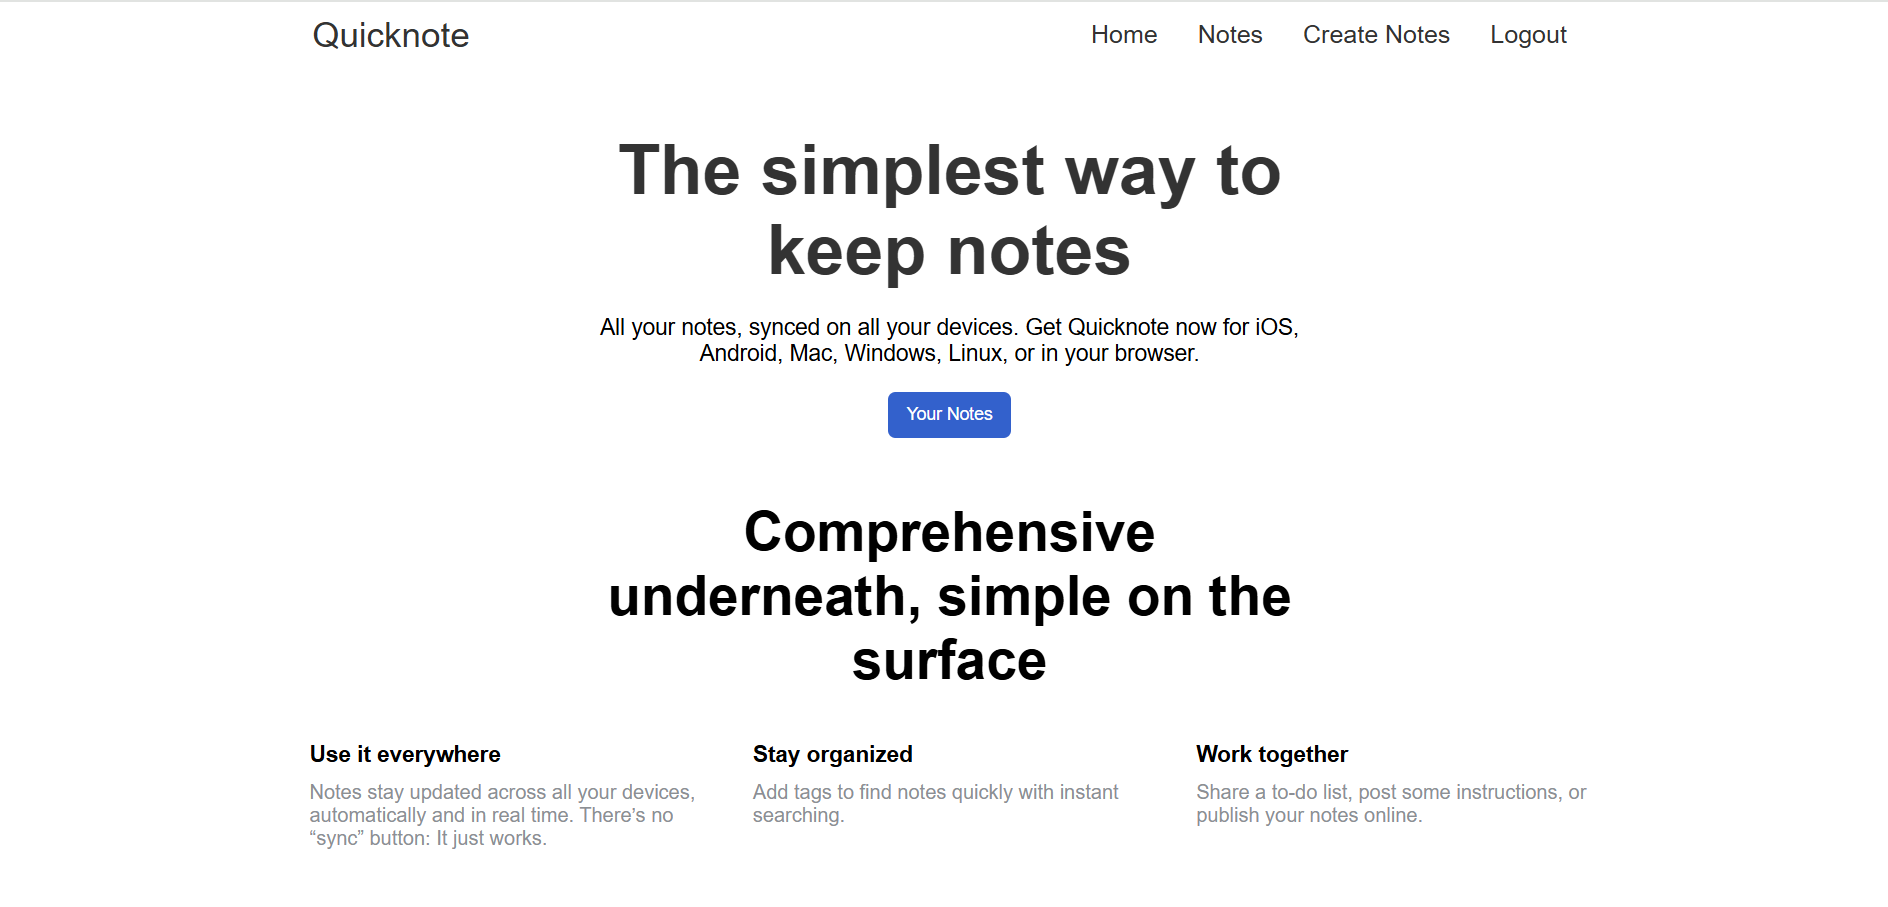 Quicknote
Home
Notes
Create Notes
Logout
The simplest way to
keep notes
All your notes, synced on all your devices. Get Quicknote now for iOS,
Android, Mac, Windows, Linux, or in your browser.
Your Notes
Comprehensive
underneath, simple on the
surface
Use it everywhere
Notes stay updated across all your devices,
automatically and in real time. There’s no
“sync” button: It just works.
Stay organized
Add tags to find notes quickly with instant
searching.
Work together
Share a to-do list, post some instructions, or
publish your notes online.